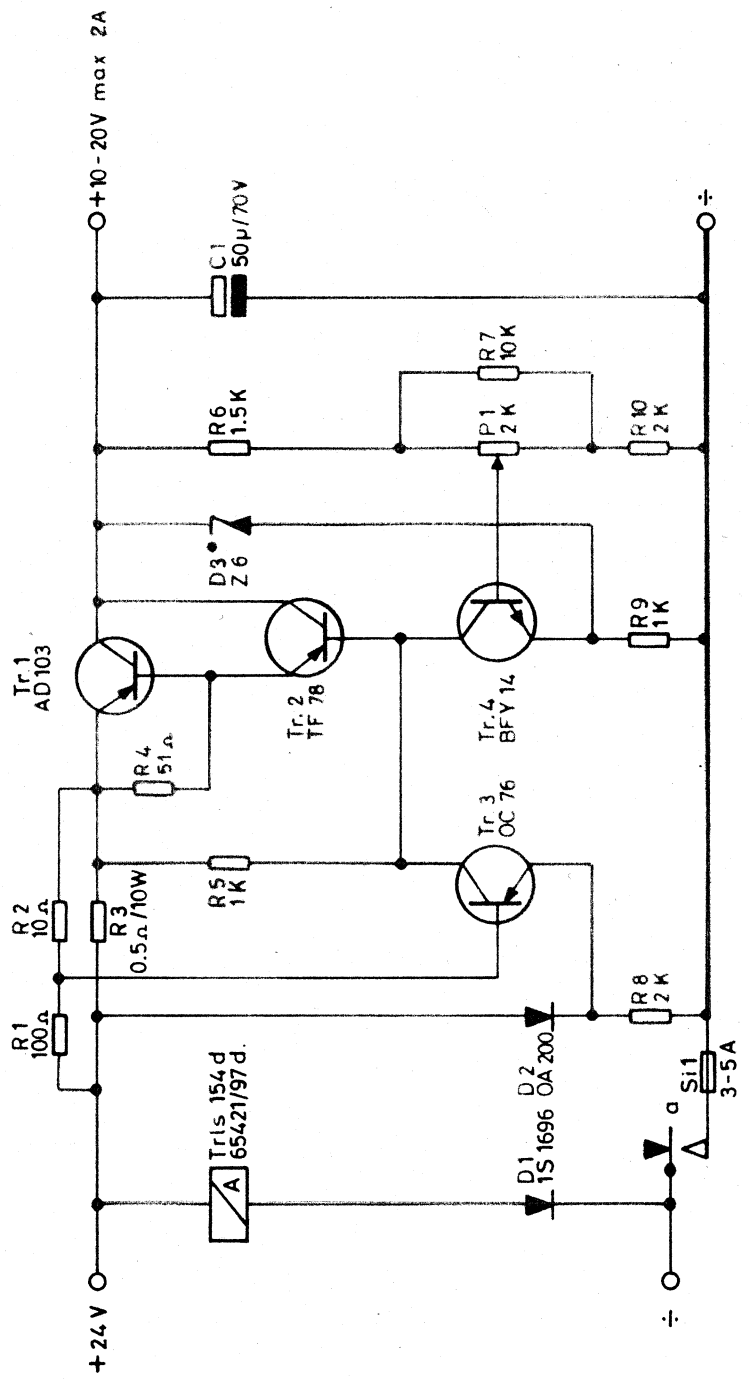 +24V
R1
100Ω
R2
10Ω
R3
0.5Ω/10W
R4
51Ω
Tr.1
AD103
+10-20V max 2A
Trls 154d
65421/97d.
A
R5
1K
Tr.2
TF 78
D3
Z6
R6
1.5K
C1
50µ/70V
D1
1S1696
D2
OA200
Tr 3
OC76
Tr.4
BFY14
P1
2K
R7
10K
R8
2K
R9
1K
R10
2K
a
Si1
3-5A
÷
÷